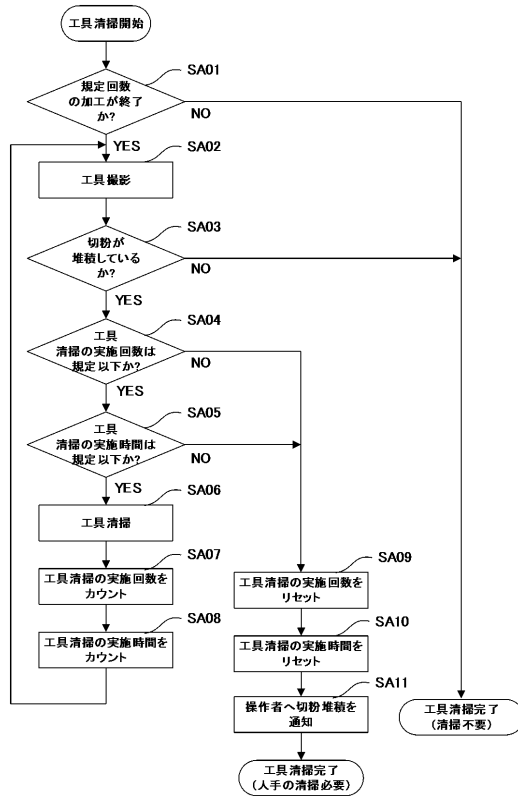 工具清掃開始
SA01
規定回数
の加工が終了
か?
NO
YES
SA02
工具撮影
SA03
切粉が
堆積している
か?
NO
YES
SA04
工具
清掃の実施回数は
規定以下か?
NO
YES
SA05
工具
清掃の実施時間は
規定以下か?
NO
YES
SA06
工具清掃
SA07
工具清掃の実施回数を
カウント
SA08
工具清掃の実施時間を
カウント
SA09
工具清掃の実施回数を
リセット
SA10
工具清掃の実施時間を
リセット
SA11
操作者へ切粉堆積を
通知
工具清掃完了
(人手の清掃必要)
工具清掃完了
(清掃不要)